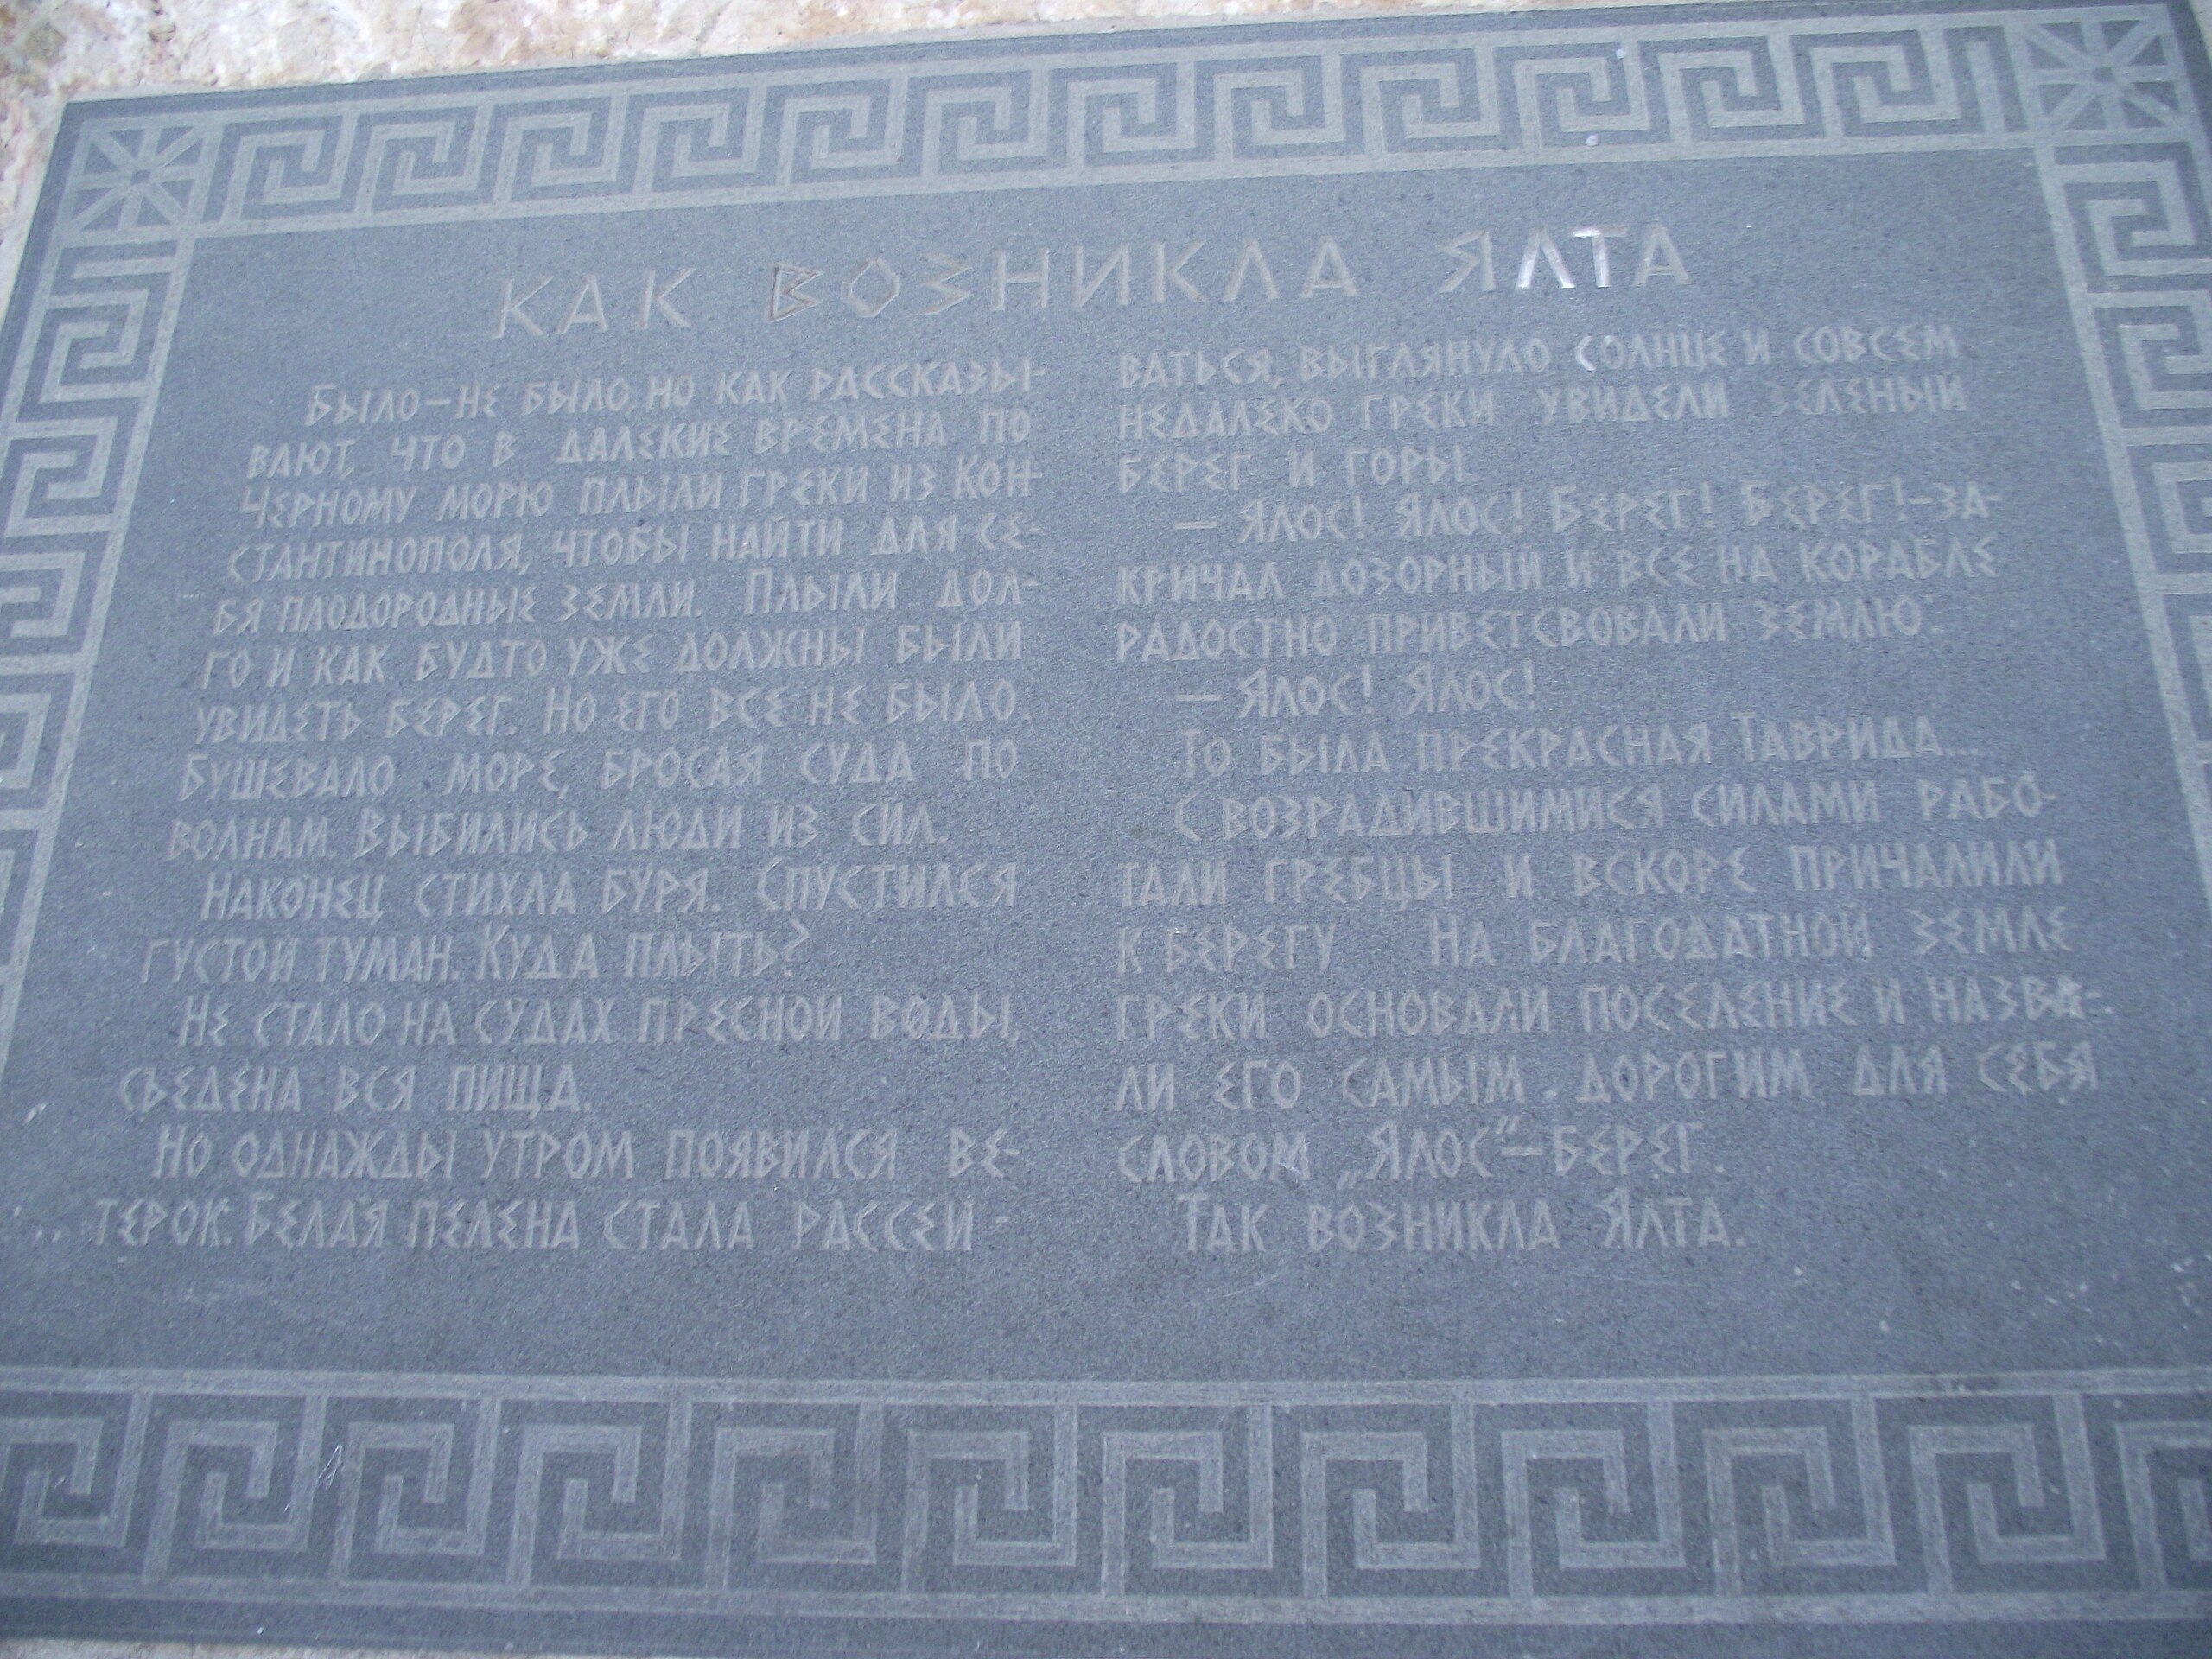 КАК ВОЗНИКЛА ЯЛТА
Было—не было, но как рассказы-
вают, что в далекие времена по
Черному морю плыли греки из Кон-
стантинополя, чтобы найти для се-
бя плодородные земли. Плыли дол-
го и как будто уже должны были
увидеть берег. Но его все не было.
Бушевало море, бросая суда по
волнам. Выбились люди из сил.
Наконец стихла буря. Спустился
густой туман. Куда плыть?
Не стало на судах пресной воды,
съедена вся пища.
Но однажды утром появился ве-
терок. Белая пелена стала рассеи-
ваться, выглянуло солнце и совсем
недалеко греки увидели зеленый
берег и горы
— Ялос! Ялос! Берег! Берег!-за-
кричал дозорный и все на корабле
радостно приветсвовали землю:
— Ялос! Ялос!
То была прекрасная Таврида...
С возрадившимися силами рабо-
тали гребцы и вскоре причалили
к берегу На благодатной земле
греки основали поселение и назва-
ли его самым дорогим для себя
словом „Ялос"—берег.
Так возникла Ялта.